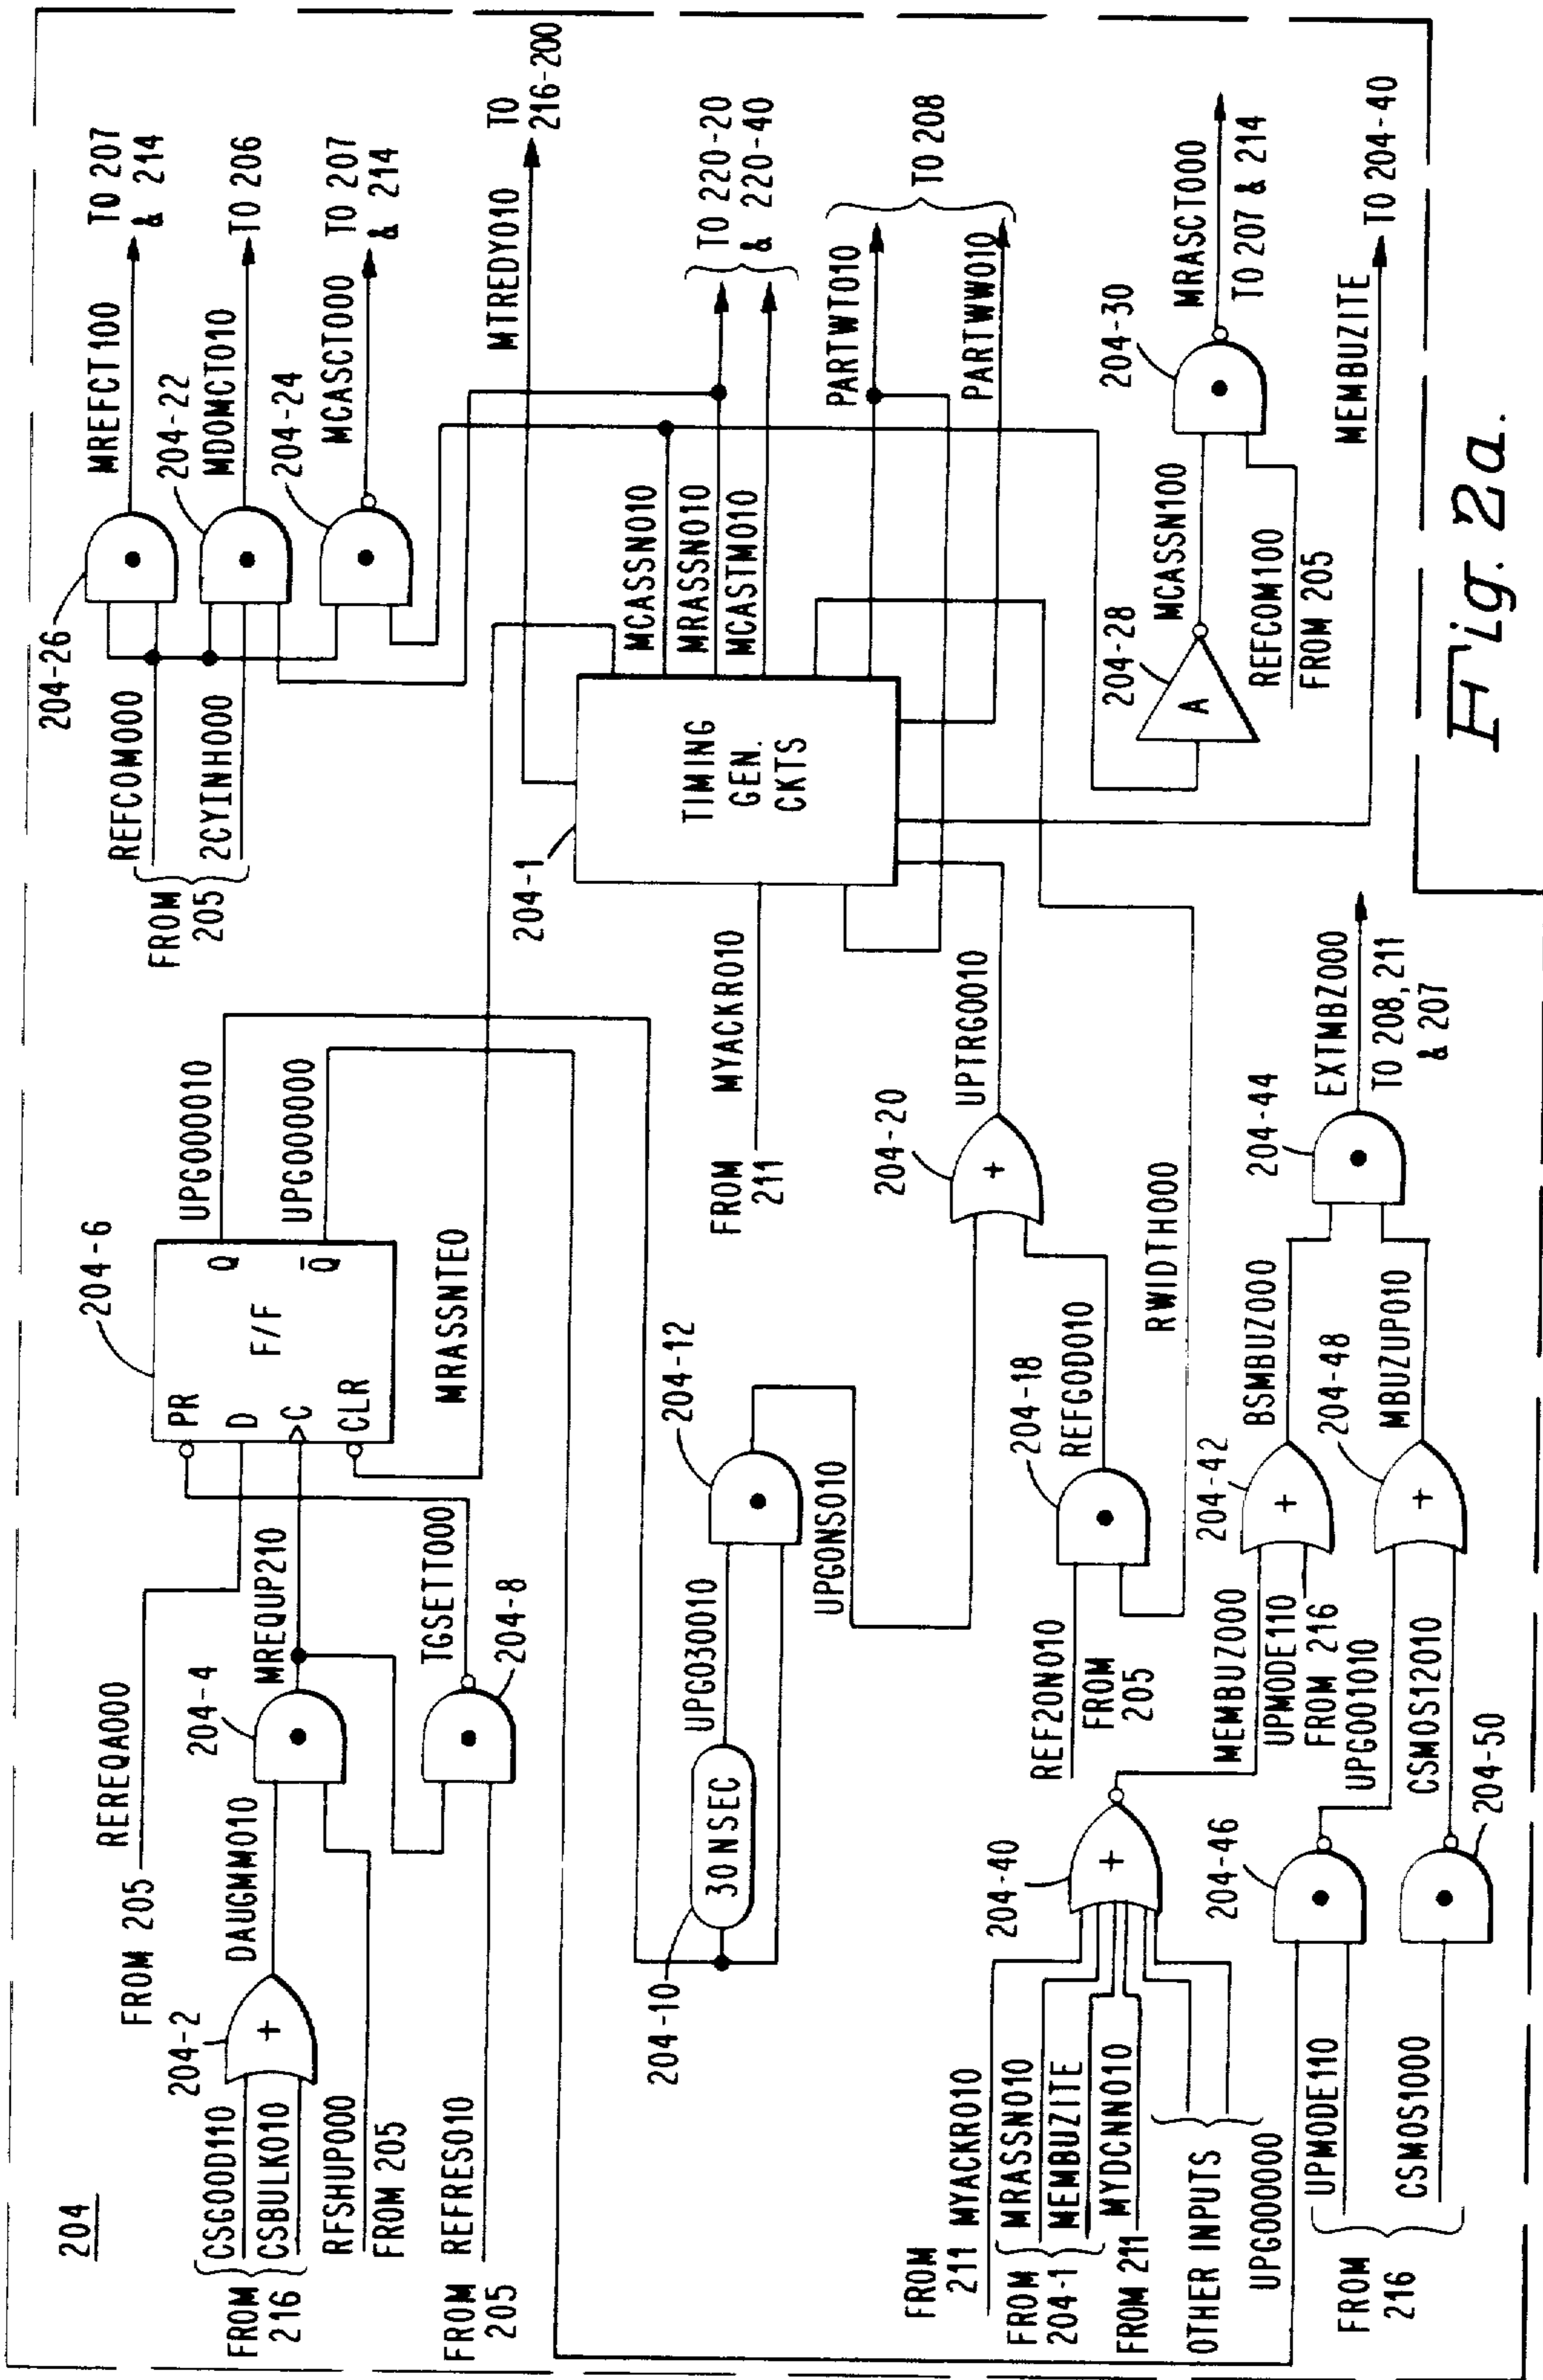 204
FROM 216
CSGOOD110
CSBULK010
204-2
DAUGMM010
RFSHUP000
FROM 205
FROM 205
REFRES010
FROM 205 REREQA000
204-4
MREQUP210
TGSETT000
204-8
204-6
PR
D
C
CLR
F/F
Q
Q̅
UPG000010
UPG000000
MRASSNTE0
FROM 205
REFCOM000
2CYINH000
204-26
204-22
204-24
MREFCT100
TO 207 & 214
MDOMCT010
TO 206
MCASCT000
TO 207 & 214
204-10
30NSEC
UPG030010
204-12
UPGONS010
204-1
TIMING
GEN.
CKTS
FROM 211
MYACKR010
MTREDY010
TO 216-200
MCASSN010
MRASSN010
MCASTM010
TO 220-20
& 220-40
PARTWT010
PARTWW010
TO 208
REF20N010
FROM 205
204-18
REFGOD010
204-20
UPTRGO010
RWIDTH000
204-28
A
MCASSN100
REFCOM100
FROM 205
204-30
MRASCT000
TO 207 & 214
MEMBUZITE
TO 204-40
FROM 211 MYACKR010
FROM 204-1
MRASSN010
MEMBUZITE
FROM 211 MYDCNN010
OTHER INPUTS
204-40
MEMBUZ000
UPMODE110
FROM 216
204-42
BSMBUZ000
UPG000000
UPMODE110
CSMOS1000
FROM 216
204-46
204-50
UPG001010
CSMOS12010
204-48
MBUZUP010
204-44
EXTMBZ000
TO 208, 211
& 207
Fig. 2a.